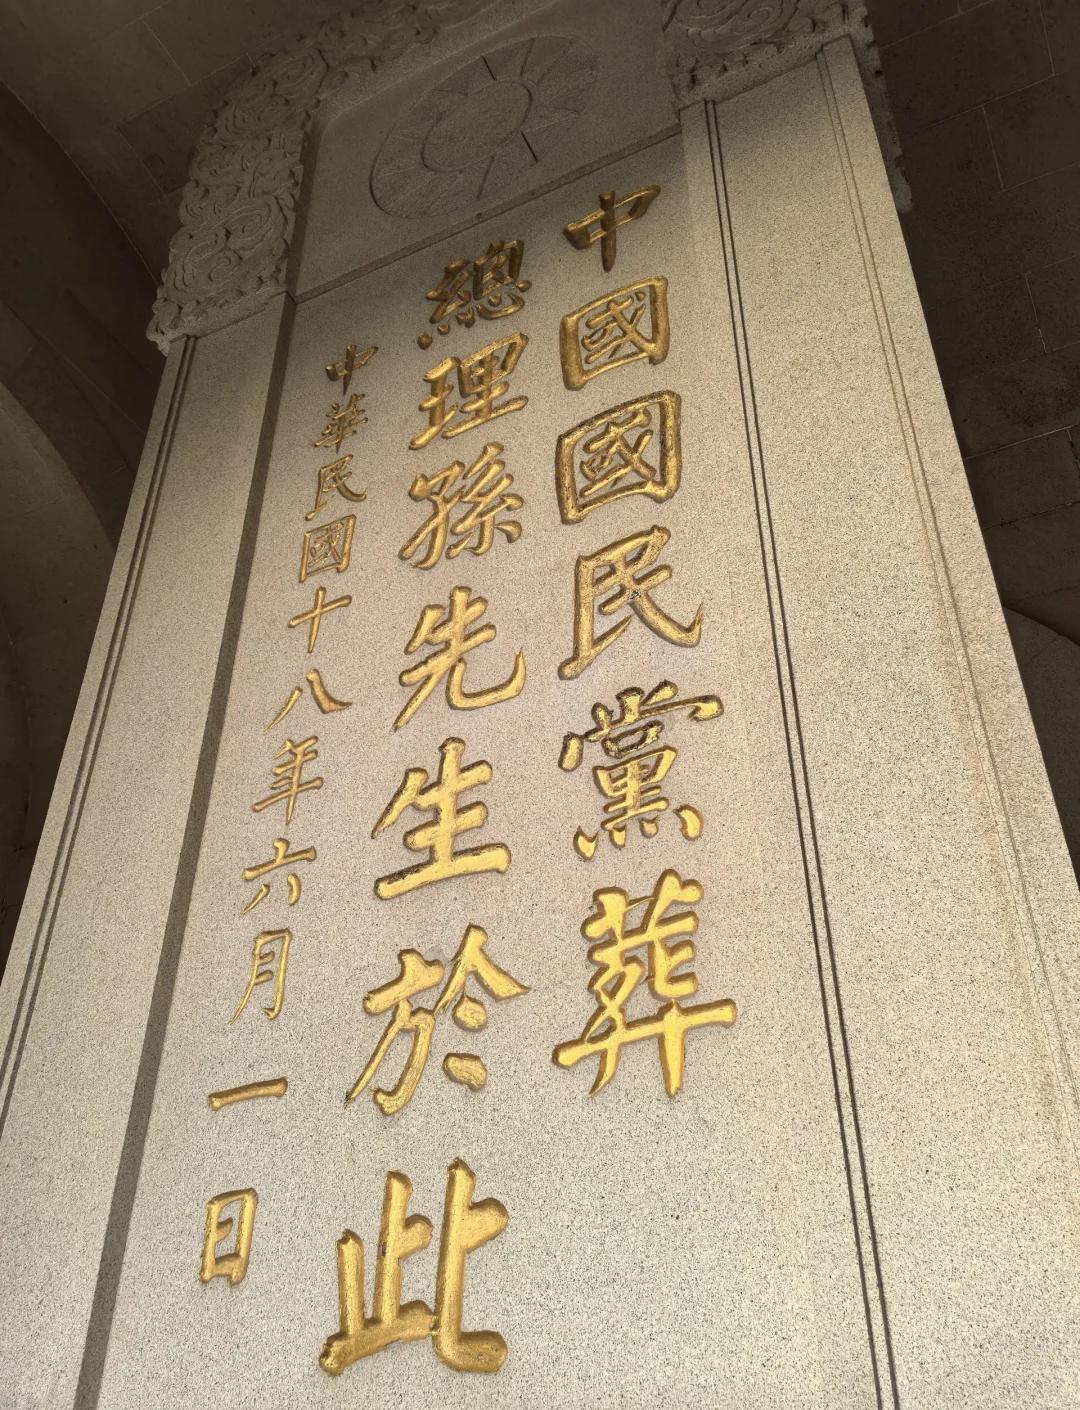 中國國民黨葬
總理孫先生於此
中華民國十八年六月一日